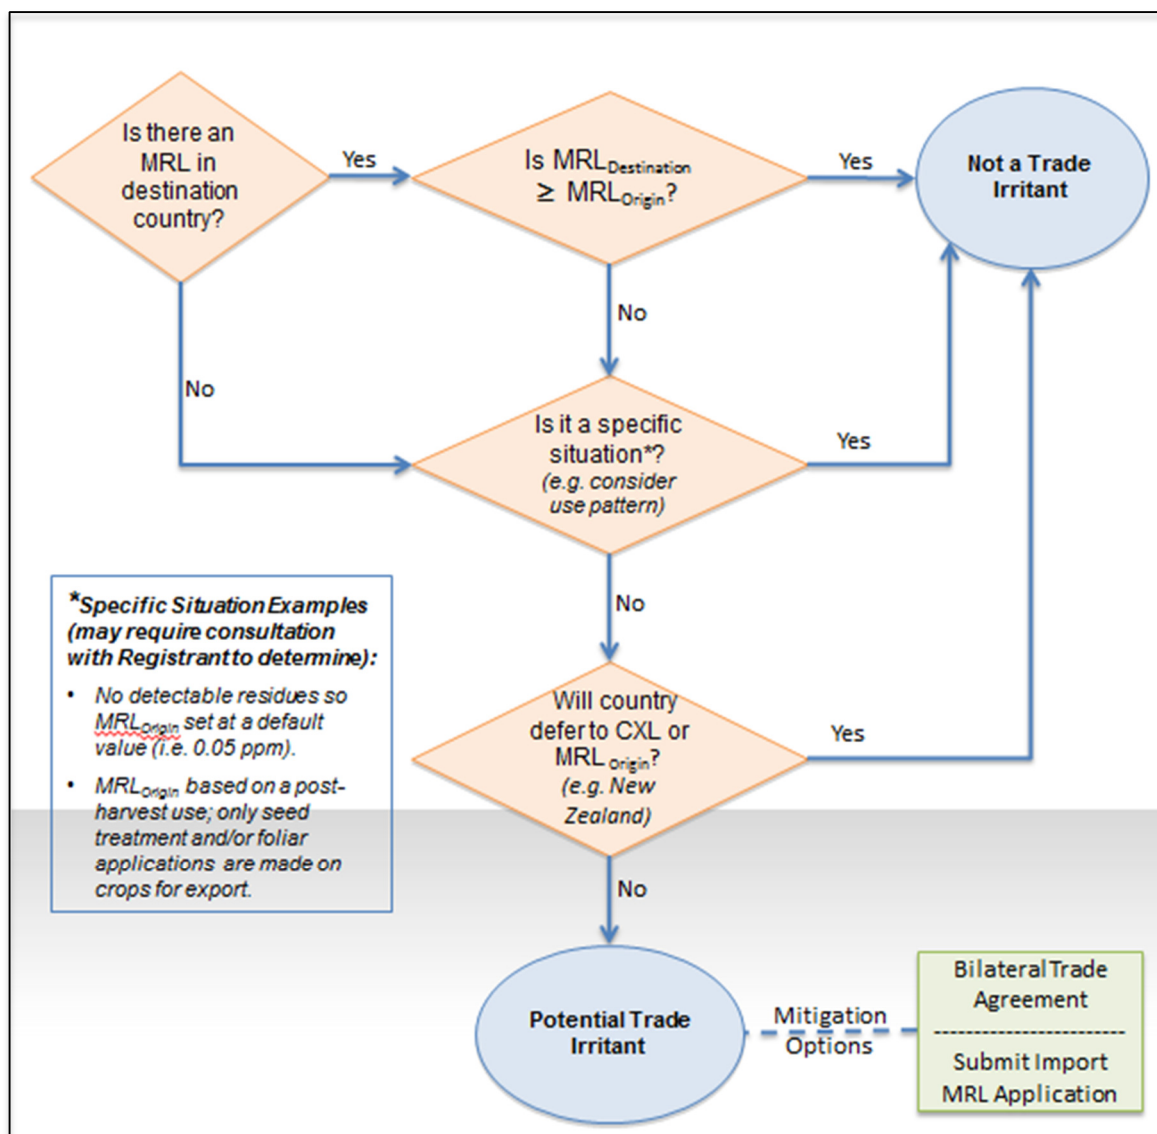 Is there an
MRL in
destination
country?
Yes
Is MRLDestination
≥ MRLOrigin?
Yes
Not a Trade
Irritant
No
No
Is it a specific
situation*?
(e.g. consider
use pattern)
Yes
No
*Specific Situation Examples
(may require consultation
with Registrant to determine):
• No detectable residues so
MRLOrigin set at a default
value (i.e. 0.05 ppm).
• MRLOrigin based on a post-
harvest use; only seed
treatment and/or foliar
applications are made on
crops for export.
Will country
defer to CXL or
MRL Origin?
(e.g. New
Zealand)
Yes
No
Potential Trade
Irritant
Mitigation
Options
Bilateral Trade
Agreement
------------------------
Submit Import
MRL Application